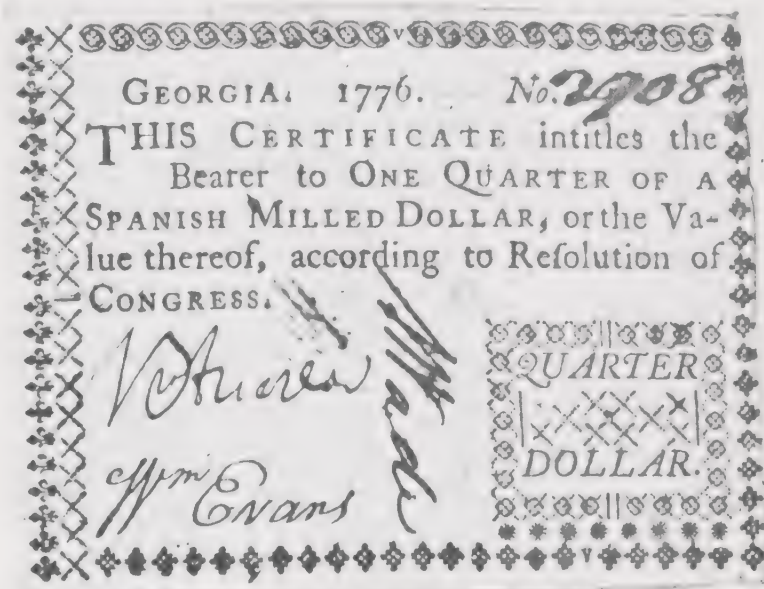 GEORGIA. 1776. No. 2908
THIS CERTIFICATE intitles the
Bearer to ONE QUARTER OF A
SPANISH MILLED DOLLAR, or the Va-
lue thereof, according to Reſolution of
CONGRESS.
QUARTER
DOLLAR.
Wm Evans
Wade